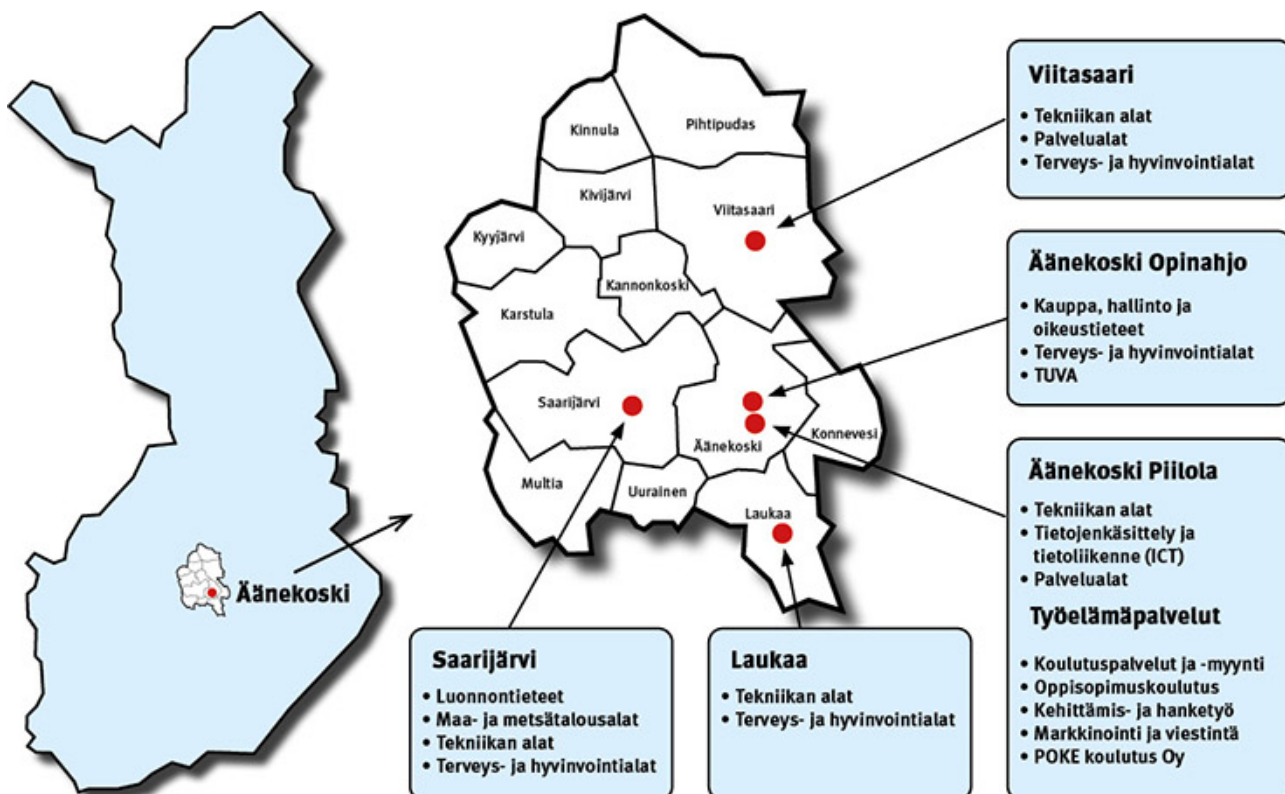 Äänekoski
Kinnula
Pihtipudas
Kivijärvi
Viitasaari
Kyyjärvi
Kannonkoski
Karstula
Saarijärvi
Äänekoski
Konnevesi
Multia
Uurainen
Laukaa
Viitasaari
• Tekniikan alat
• Palvelualat
• Terveys- ja hyvinvointialat
Äänekoski Opinahjo
• Kauppa, hallinto ja
oikeustieteet
• Terveys- ja hyvinvointialat
• TUVA
Äänekoski Piilola
• Tekniikan alat
• Tietojenkäsittely ja
tietoliikenne (ICT)
• Palvelualat
Työelämäpalvelut
• Koulutuspalvelut ja -myynti
• Oppisopimuskoulutus
• Kehittämis- ja hanketyö
• Markkinointi ja viestintä
• POKE koulutus Oy
Saarijärvi
• Luonnontieteet
• Maa- ja metsätalousalat
• Tekniikan alat
• Terveys- ja hyvinvointialat
Laukaa
• Tekniikan alat
• Terveys- ja hyvinvointialat